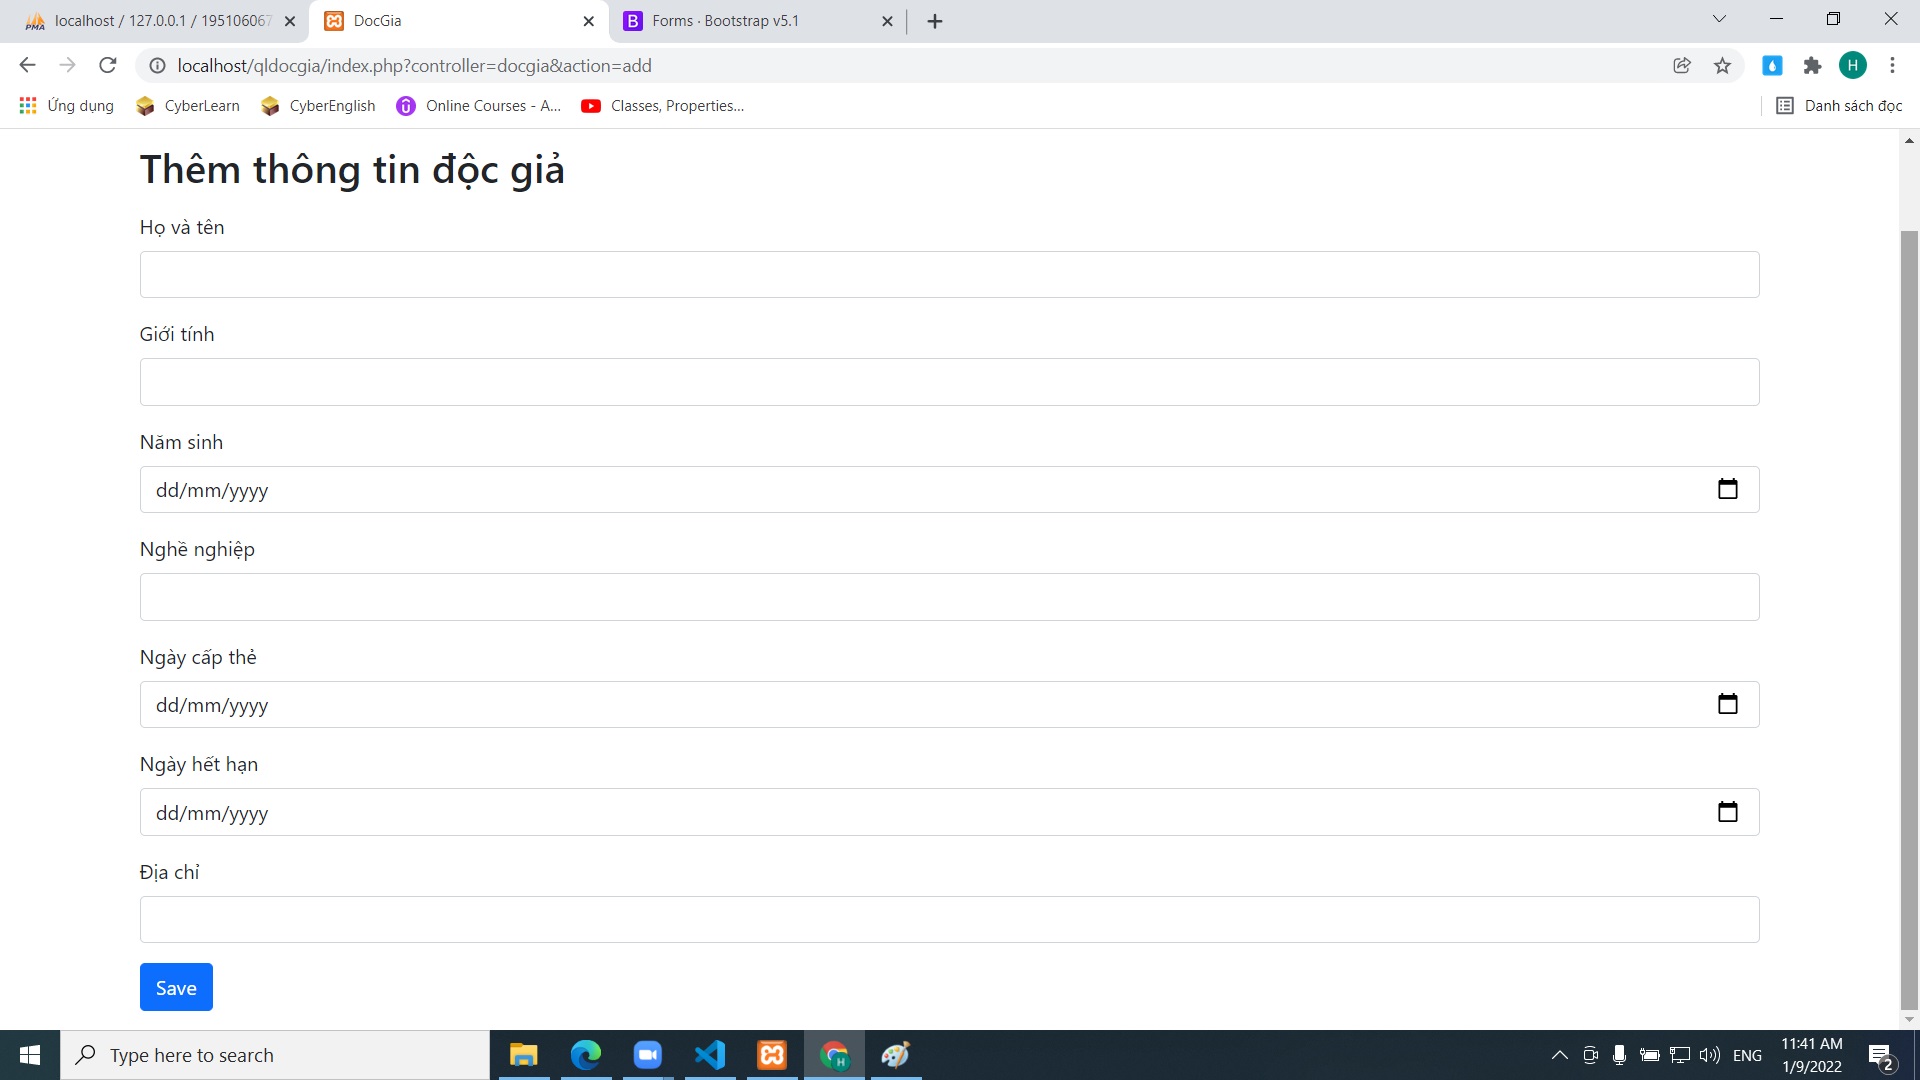 localhost / 127.0.0.1 / 195106067
DocGia
Forms · Bootstrap v5.1
localhost/qldocgia/index.php?controller=docgia&action=add
H
Ứng dụng
CyberLearn
CyberEnglish
Online Courses - A...
Classes, Properties...
Danh sách đọc
Thêm thông tin độc giả
Họ và tên
Giới tính
Năm sinh
dd/mm/yyyy
Nghề nghiệp
Ngày cấp thẻ
dd/mm/yyyy
Ngày hết hạn
dd/mm/yyyy
Địa chỉ
Save
Type here to search
ENG
11:41 AM
1/9/2022
2